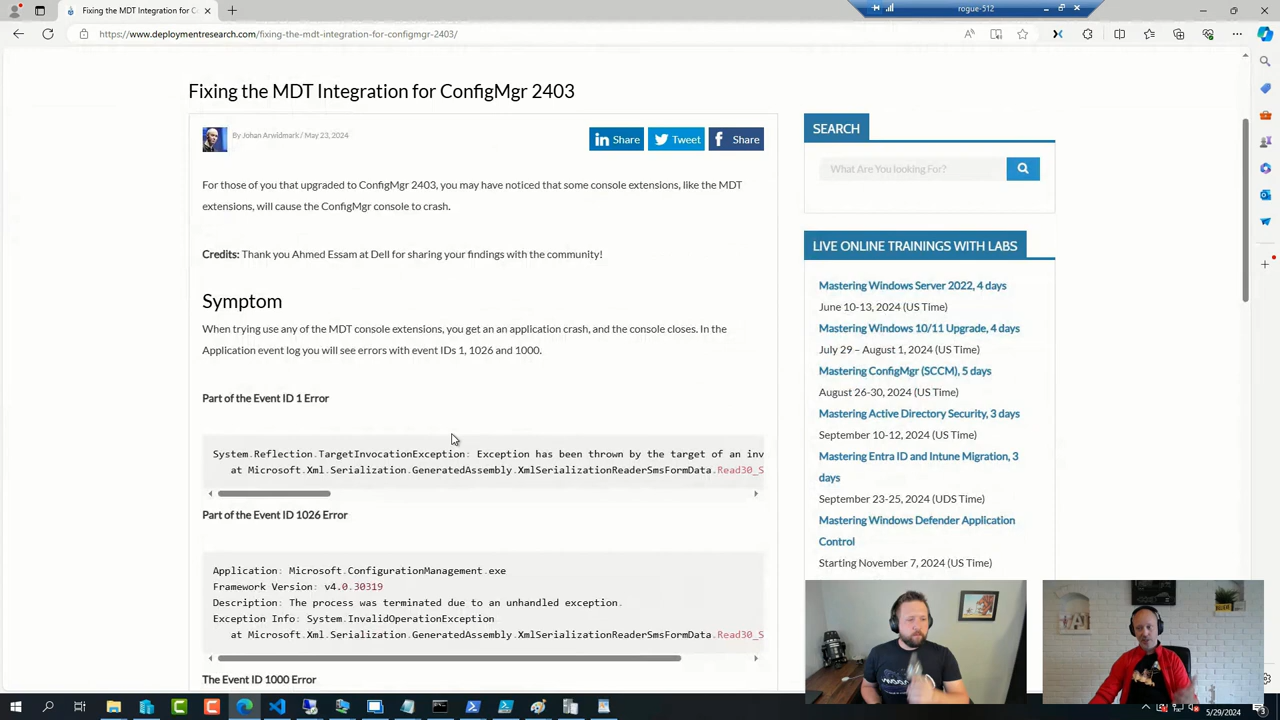 Fixing the MDT Integration for Co
rogue-512
https://www.deploymentresearch.com/fixing-the-mdt-integration-for-configmgr-2403/
Fixing the MDT Integration for ConfigMgr 2403
By Johan Arwidmark / May 23, 2024
Share
Tweet
Share
For those of you that upgraded to ConfigMgr 2403, you may have noticed that some console extensions, like the MDT
extensions, will cause the ConfigMgr console to crash.
Credits: Thank you Ahmed Essam at Dell for sharing your findings with the community!
Symptom
When trying use any of the MDT console extensions, you get an an application crash, and the console closes. In the
Application event log you will see errors with event IDs 1, 1026 and 1000.
Part of the Event ID 1 Error
System.Reflection.TargetInvocationException: Exception has been thrown by the target of an inv
at Microsoft.Xml.Serialization.GeneratedAssembly.XmlSerializationReaderSmsFormData.Read30_S
Part of the Event ID 1026 Error
Application: Microsoft.ConfigurationManagement.exe
Framework Version: v4.0.30319
Description: The process was terminated due to an unhandled exception.
Exception Info: System.InvalidOperationException
at Microsoft.Xml.Serialization.GeneratedAssembly.XmlSerializationReaderSmsFormData.Read30_S
The Event ID 1000 Error
SEARCH
What Are You looking For?
LIVE ONLINE TRAININGS WITH LABS
Mastering Windows Server 2022, 4 days
June 10-13, 2024 (US Time)
Mastering Windows 10/11 Upgrade, 4 days
July 29 – August 1, 2024 (US Time)
Mastering ConfigMgr (SCCM), 5 days
August 26-30, 2024 (US Time)
Mastering Active Directory Security, 3 days
September 10-12, 2024 (US Time)
Mastering Entra ID and Intune Migration, 3
days
September 23-25, 2024 (UDS Time)
Mastering Windows Defender Application
Control
Starting November 7, 2024 (US Time)
5/29/2024